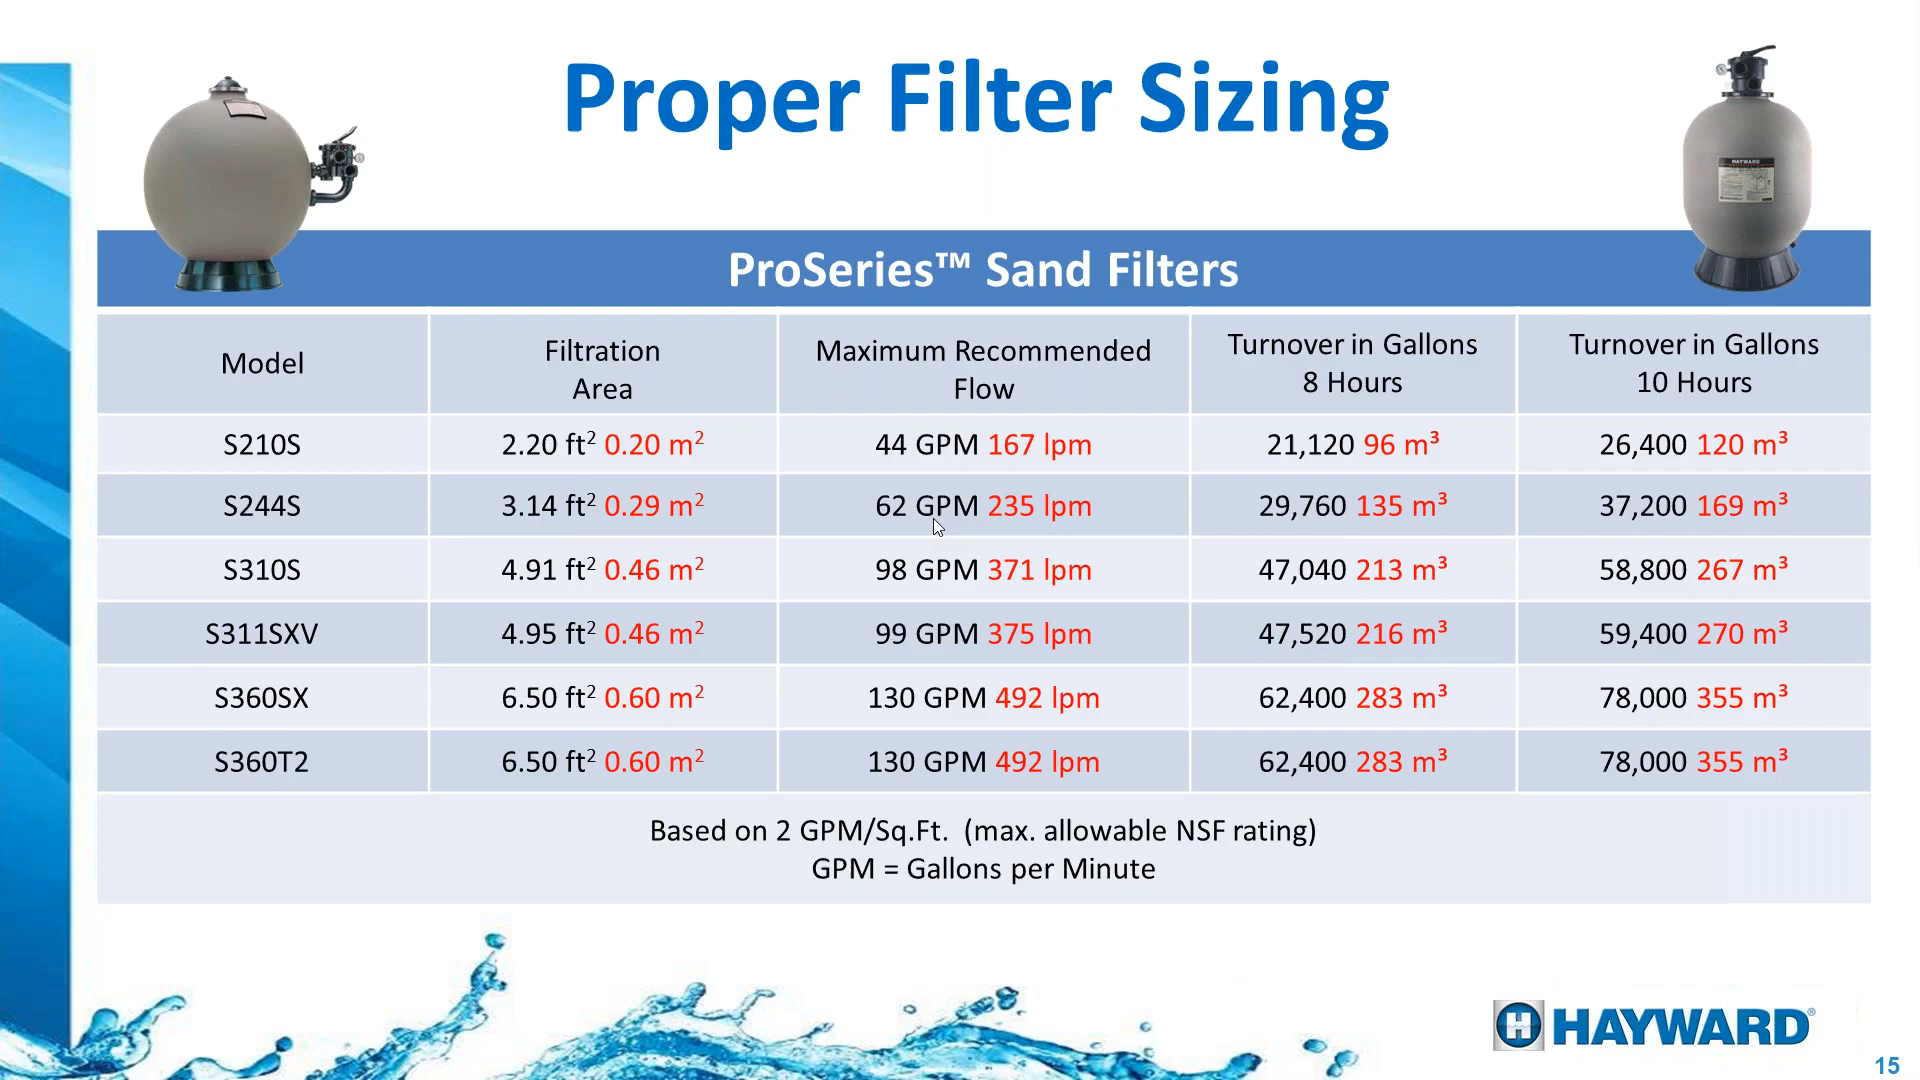 Proper Filter Sizing
HAYWARD
ProSeries™ Sand Filters
Model
Filtration
Area
Maximum Recommended
Flow
Turnover in Gallons
8 Hours
Turnover in Gallons
10 Hours
S210S 2.20 ft² 0.20 m² 44 GPM 167 lpm 21,120 96 m³ 26,400 120 m³
S244S 3.14 ft² 0.29 m² 62 GPM 235 lpm 29,760 135 m³ 37,200 169 m³
S310S 4.91 ft² 0.46 m² 98 GPM 371 lpm 47,040 213 m³ 58,800 267 m³
S311SXV 4.95 ft² 0.46 m² 99 GPM 375 lpm 47,520 216 m³ 59,400 270 m³
S360SX 6.50 ft² 0.60 m² 130 GPM 492 lpm 62,400 283 m³ 78,000 355 m³
S360T2 6.50 ft² 0.60 m² 130 GPM 492 lpm 62,400 283 m³ 78,000 355 m³
Based on 2 GPM/Sq.Ft. (max. allowable NSF rating)
GPM = Gallons per Minute
H HAYWARD®
15